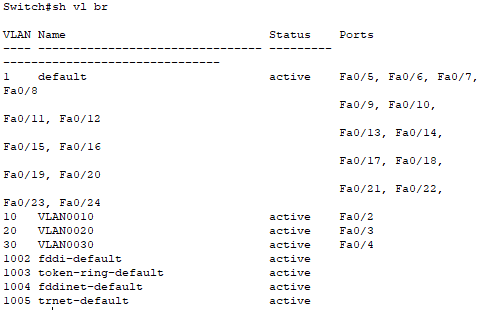 Switch#sh vl br
VLAN Name                             Status    Ports
---- -------------------------------- ---------
-------------------------------
1    default                          active    Fa0/5, Fa0/6, Fa0/7,
Fa0/8
                                                Fa0/9, Fa0/10,
Fa0/11, Fa0/12
                                                Fa0/13, Fa0/14,
Fa0/15, Fa0/16
                                                Fa0/17, Fa0/18,
Fa0/19, Fa0/20
                                                Fa0/21, Fa0/22,
Fa0/23, Fa0/24
10   VLAN0010                         active    Fa0/2
20   VLAN0020                         active    Fa0/3
30   VLAN0030                         active    Fa0/4
1002 fddi-default                     active
1003 token-ring-default               active
1004 fddinet-default                  active
1005 trnet-default                    active